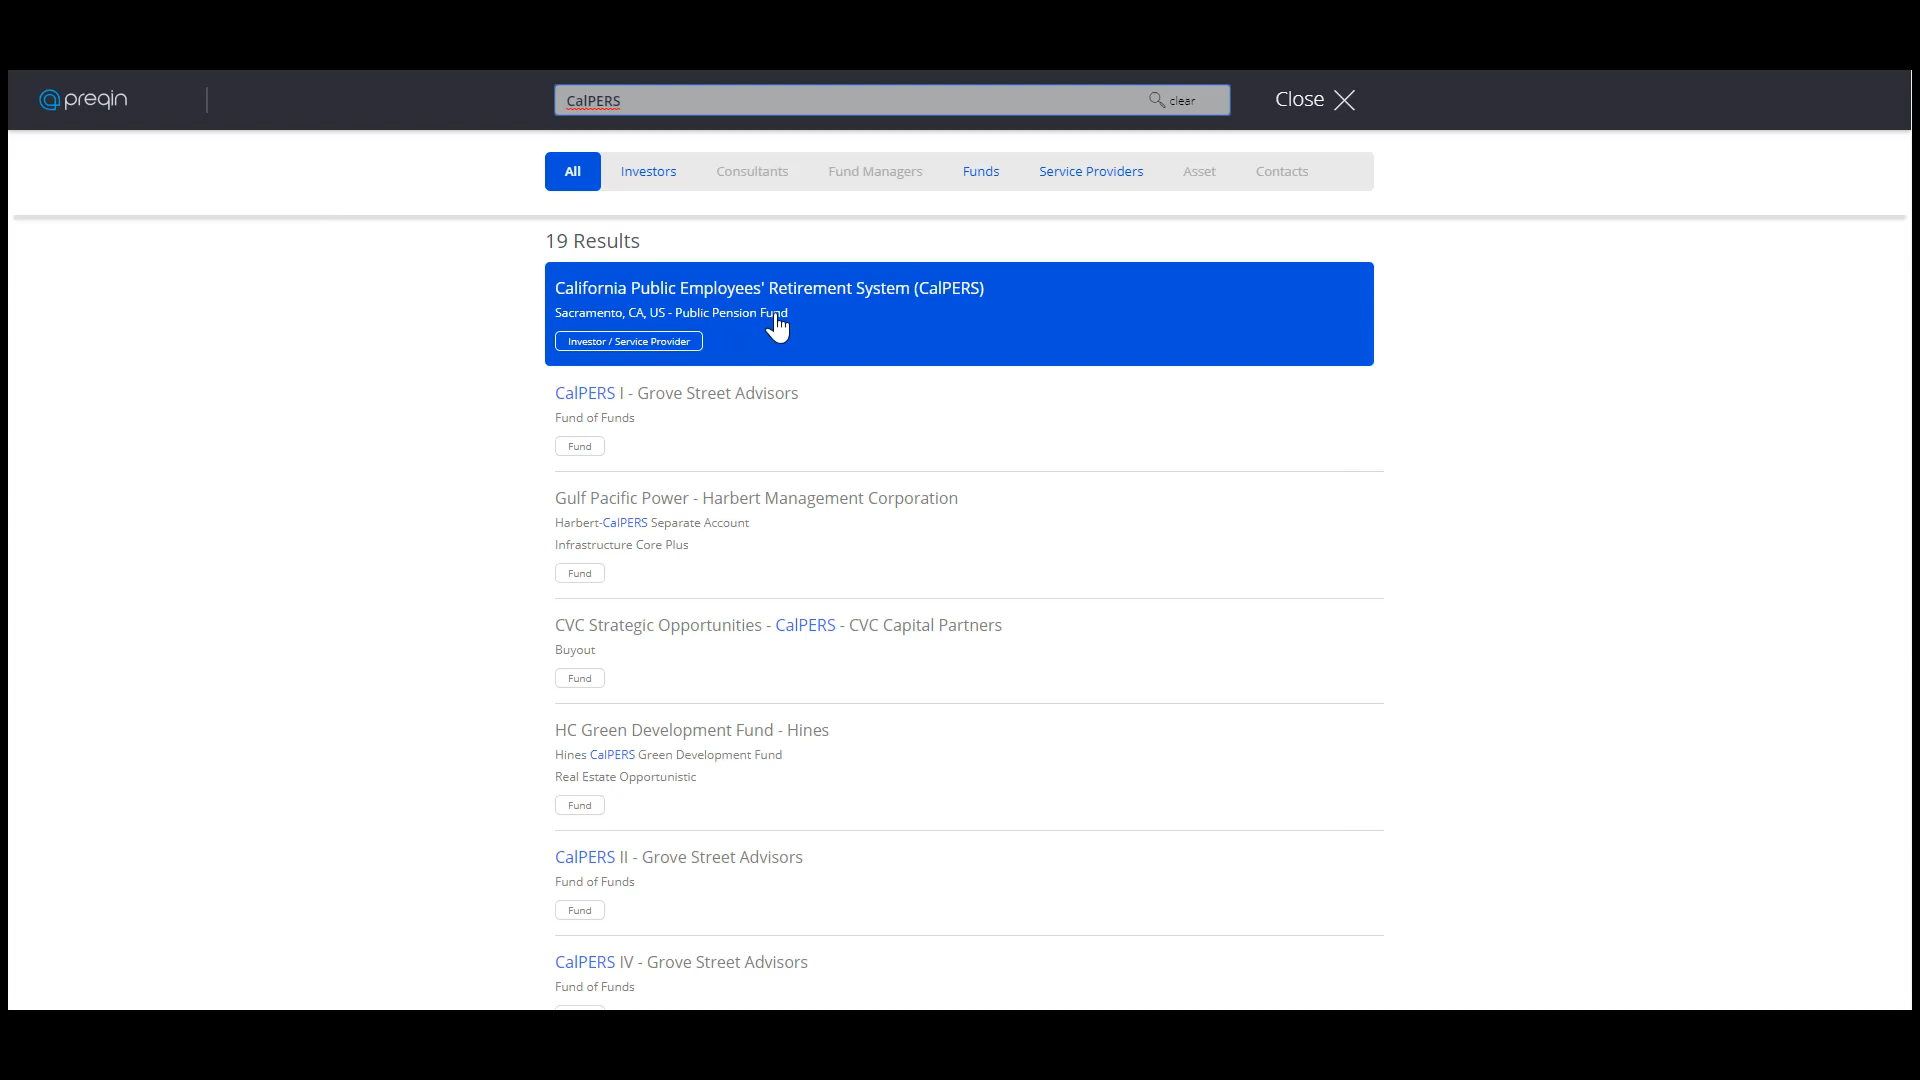 preqin
CalPERS
clear
Close
All Investors Consultants Fund Managers Funds Service Providers Asset Contacts
19 Results
California Public Employees' Retirement System (CalPERS)
Sacramento, CA, US - Public Pension Fund
Investor / Service Provider
CalPERS I - Grove Street Advisors
Fund of Funds
Fund
Gulf Pacific Power - Harbert Management Corporation
Harbert-CalPERS Separate Account
Infrastructure Core Plus
Fund
CVC Strategic Opportunities - CalPERS - CVC Capital Partners
Buyout
Fund
HC Green Development Fund - Hines
Hines CalPERS Green Development Fund
Real Estate Opportunistic
Fund
CalPERS II - Grove Street Advisors
Fund of Funds
Fund
CalPERS IV - Grove Street Advisors
Fund of Funds